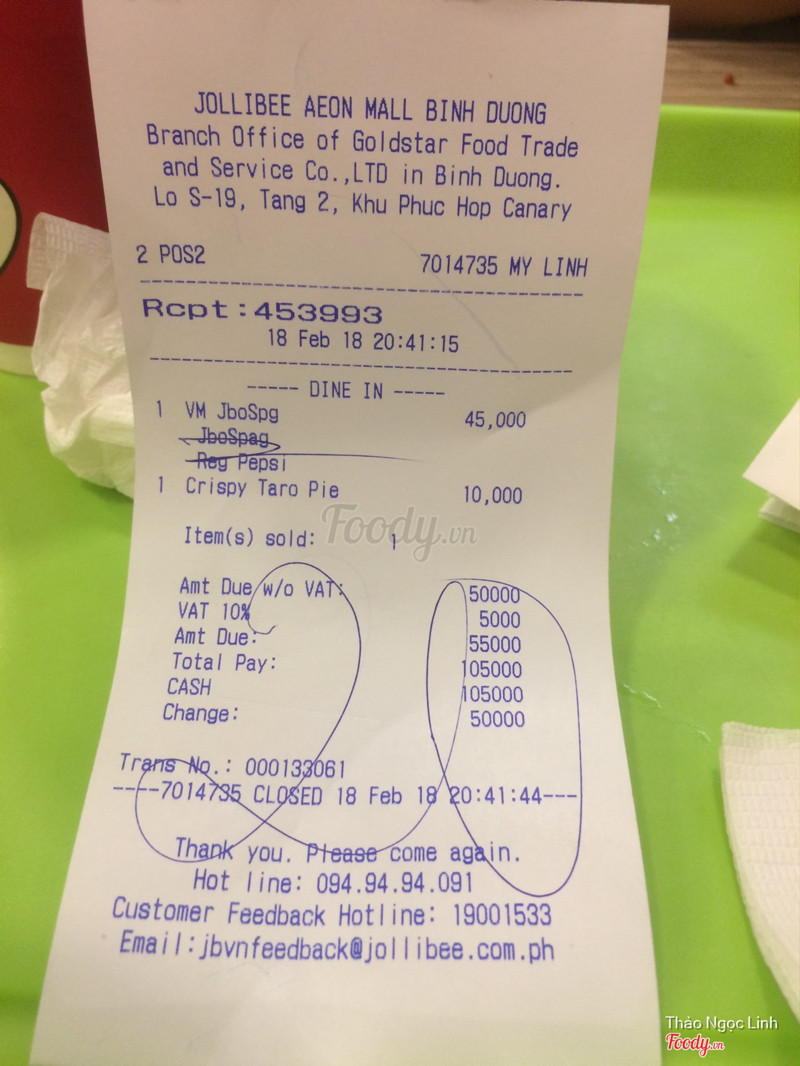 JOLLIBEE AEON MALL BINH DUONG
Branch Office of Goldstar Food Trade
and Service Co.,LTD in Binh Duong.
Lo S-19, Tang 2, Khu Phuc Hop Canary
2 POS2 7014735 MY LINH
Rcpt:453993
18 Feb 18 20:41:15
----- DINE IN -----
1 VM JboSpg 45,000
JboSpag
Reg Pepsi
1 Crispy Taro Pie 10,000
Foody.vn
Item(s) sold: 1
Amt Due w/o VAT: 50000
VAT 10% 5000
Amt Due: 55000
Total Pay: 105000
CASH 105000
Change: 50000
Trans No.: 000133061
----7014735 CLOSED 18 Feb 18 20:41:44---
Thank you. Please come again.
Hot line: 094.94.94.091
Customer Feedback Hotline: 19001533
Email:jbvnfeedback@jollibee.com.ph
20
Thảo Ngọc Linh
Foody.vn